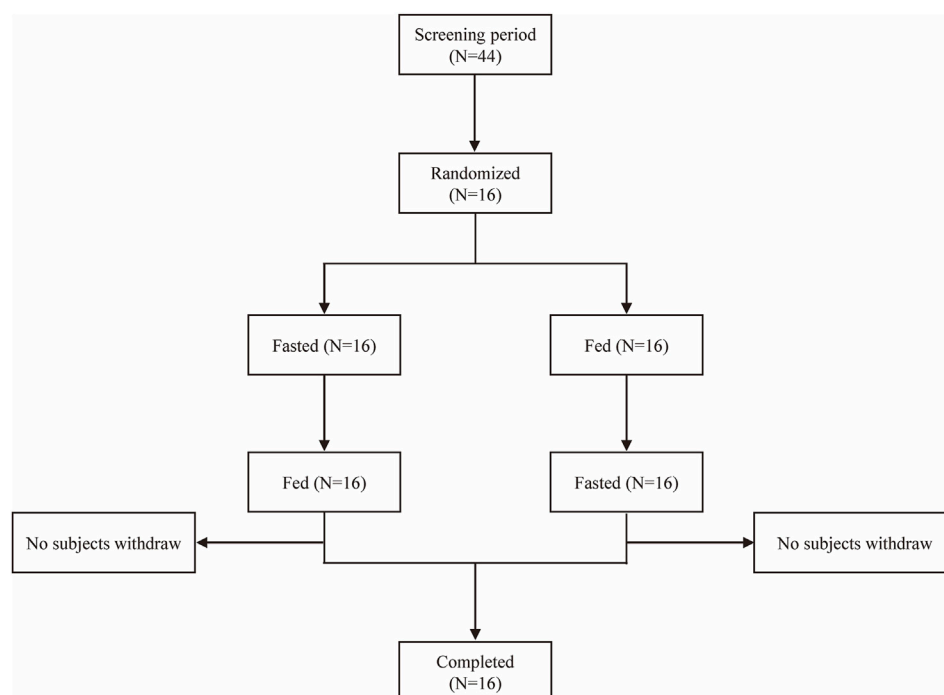 Screening period
(N=44)
Randomized
(N=16)
Fasted (N=16)
Fed (N=16)
Fed (N=16)
Fasted (N=16)
No subjects withdraw
No subjects withdraw
Completed
(N=16)